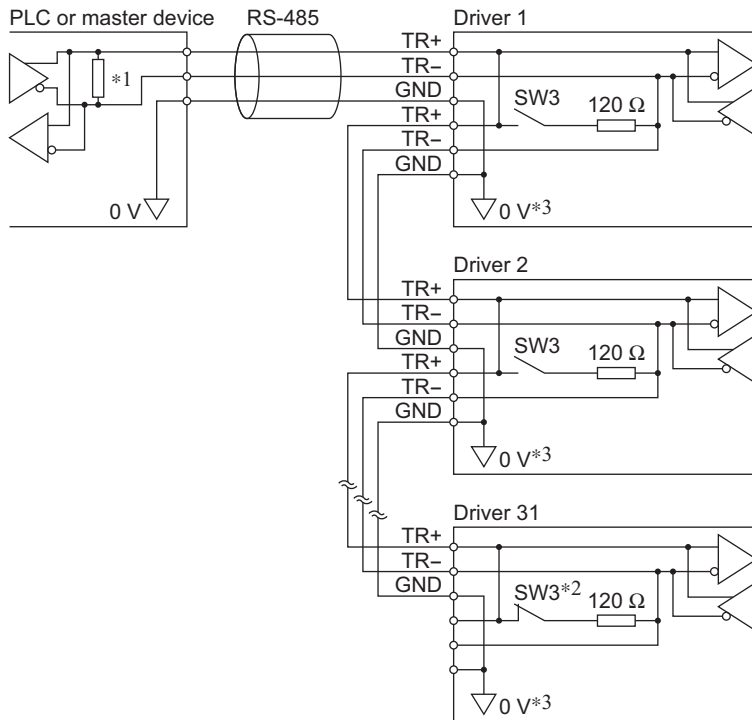 PLC or master device
RS-485
Driver 1
TR+
TR−
GND
TR+
TR−
GND
*1
0 V
SW3
120 Ω
0 V*3
Driver 2
TR+
TR−
GND
TR+
TR−
GND
SW3
120 Ω
0 V*3
Driver 31
TR+
TR−
GND
SW3*2
120 Ω
0 V*3